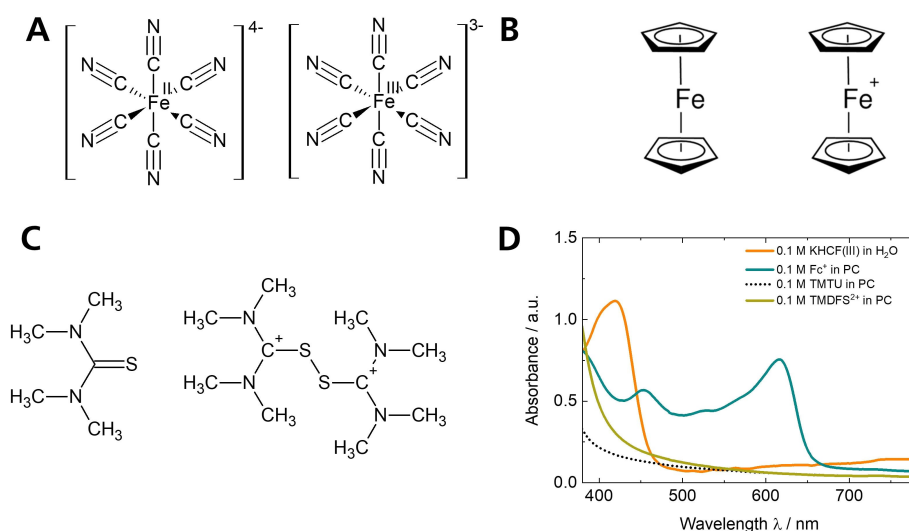 A
B
4-
3-
N C
N C
C N
Fe II
N C
C N
C N
N C
N C
C N
Fe III
N C
C N
C N
Fe
Fe +
C
D
CH3
H3C N
S
H3C N
CH3
CH3
H3C N
CH3
C + S
N CH3
H3C N
S C +
CH3
N CH3
H3C CH3
1.5
1.0
0.5
0.0
Absorbance / a.u.
0.1 M KHCF(III) in H2O
0.1 M Fc+ in PC
0.1 M TMTU in PC
0.1 M TMDFS2+ in PC
400 500 600 700
Wavelength λ / nm